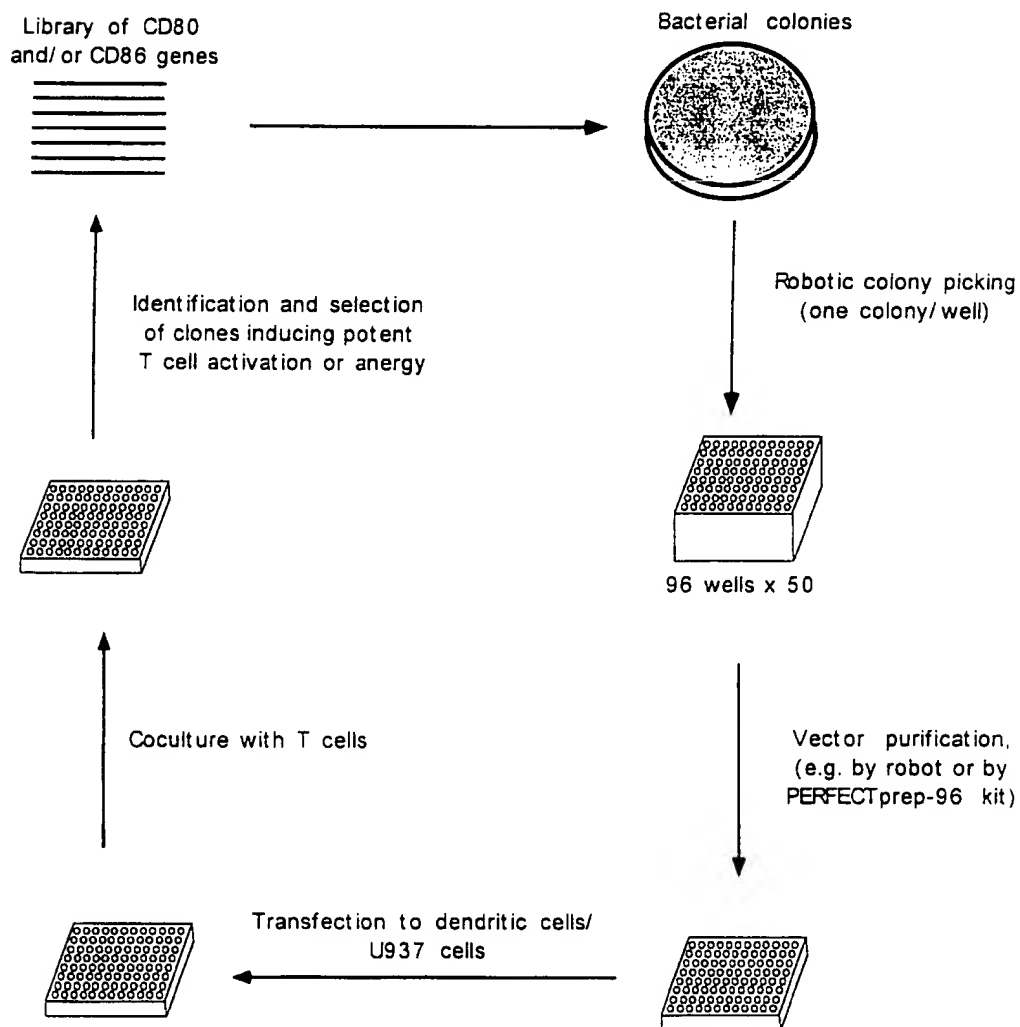 Library of CD80
and/or CD86 genes
Bacterial colonies
Robotic colony picking
(one colony/well)
Identification and selection
of clones inducing potent
T cell activation or anergy
96 wells x 50
Coculture with T cells
Vector purification,
(e.g. by robot or by
PERFECTprep-96 kit)
Transfection to dendritic cells/
U937 cells